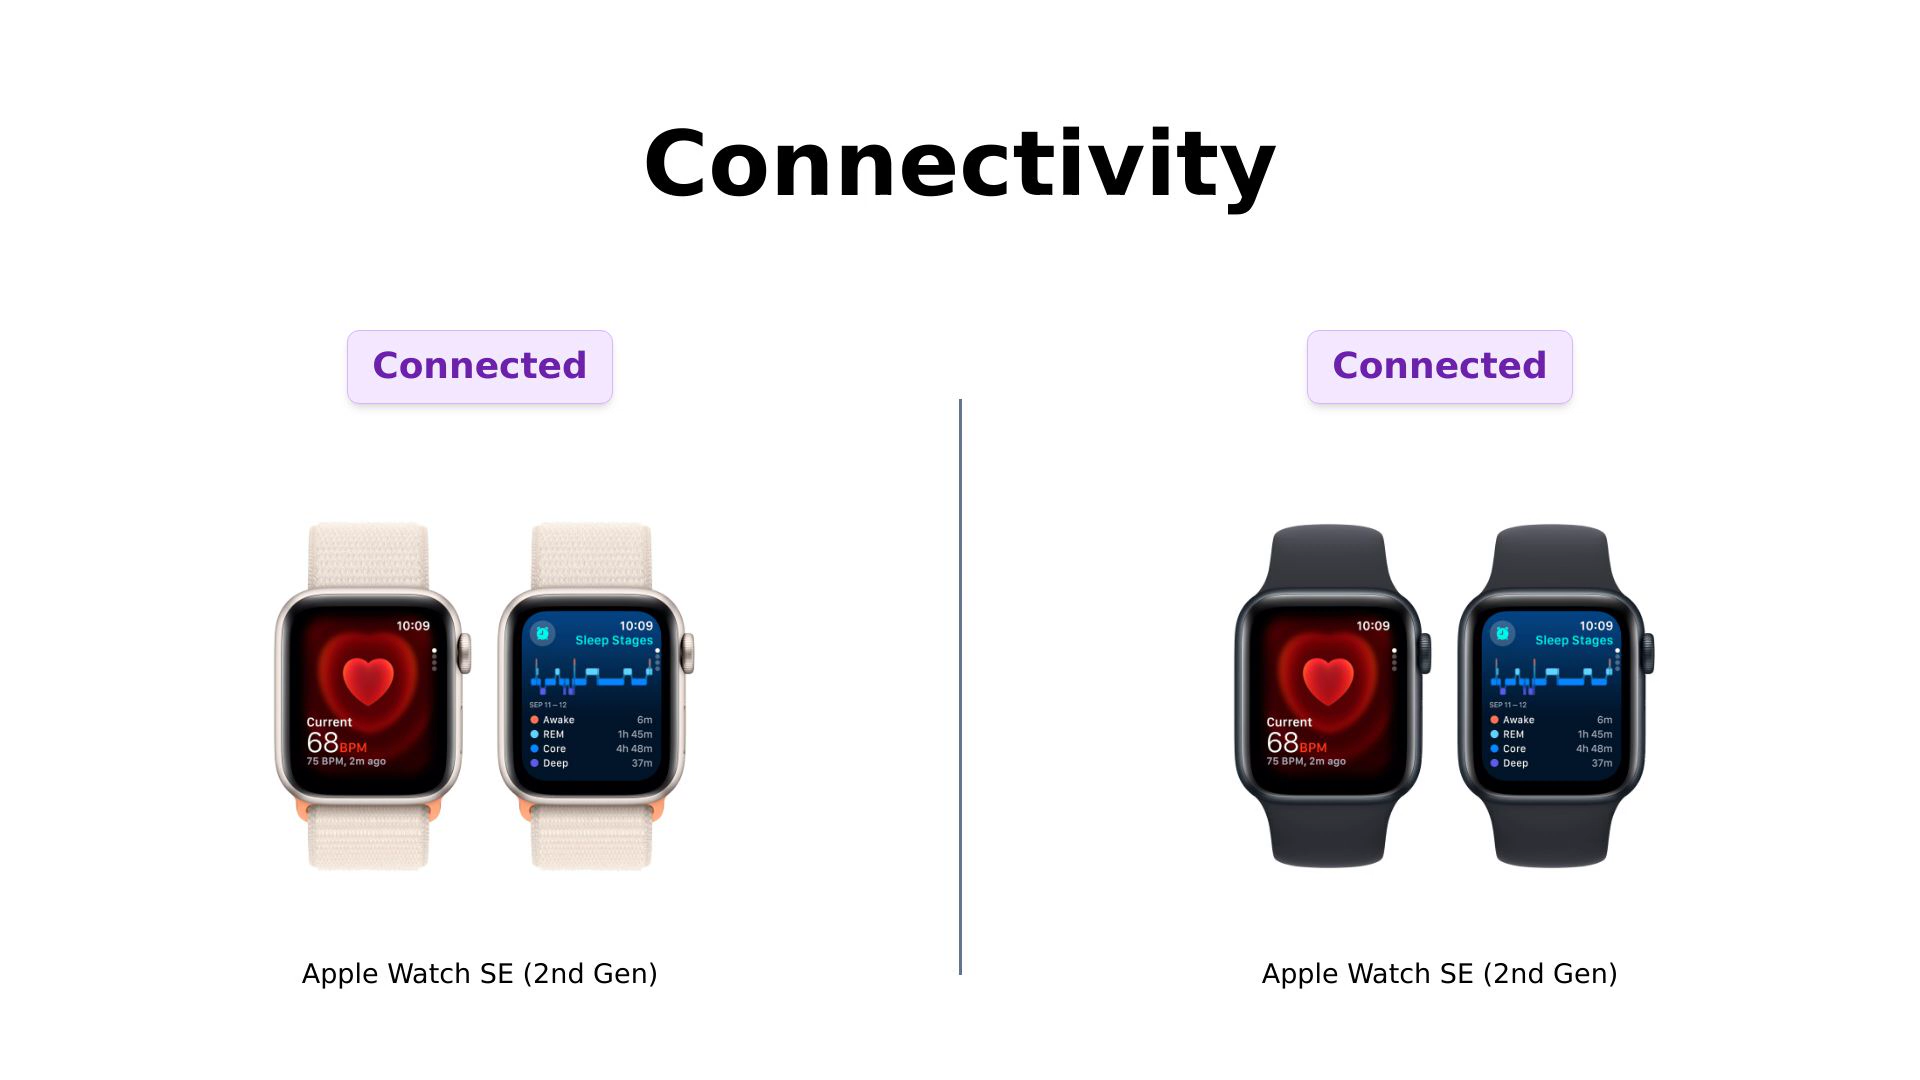 Connectivity
Connected
Connected
10:09
Current
68BPM
75 BPM, 2m ago
10:09
Sleep Stages
SEP 11–12
Awake 6m
REM 1h 45m
Core 4h 48m
Deep 37m
Apple Watch SE (2nd Gen)
10:09
Current
68BPM
75 BPM, 2m ago
10:09
Sleep Stages
SEP 11–12
Awake 6m
REM 1h 45m
Core 4h 48m
Deep 37m
Apple Watch SE (2nd Gen)